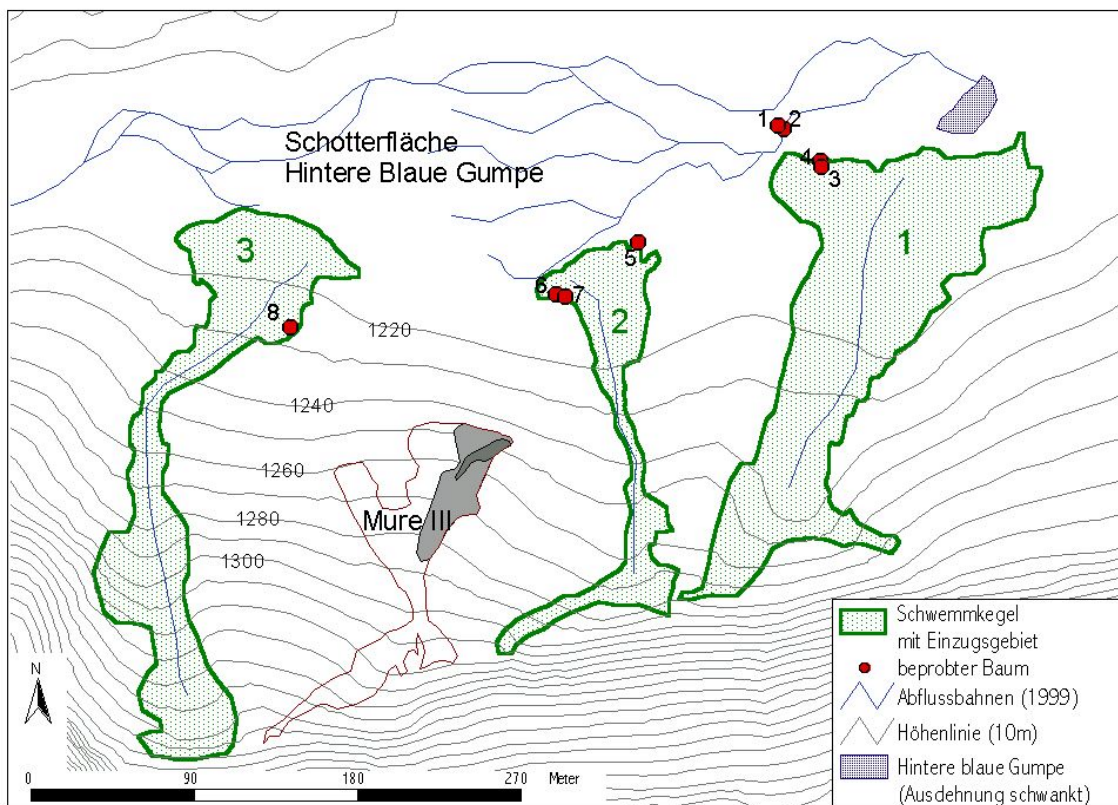 1
2
Schotterfläche
Hintere Blaue Gumpe
4
3
3
1
5
6
7
2
8
1220
1240
1260
Mure III
1280
1300
N
0 90 180 270 Meter
Schwemmkegel
mit Einzugsgebiet
beprobter Baum
Abflussbahnen (1999)
Höhenlinie (10m)
Hintere blaue Gumpe
(Ausdehnung schwankt)